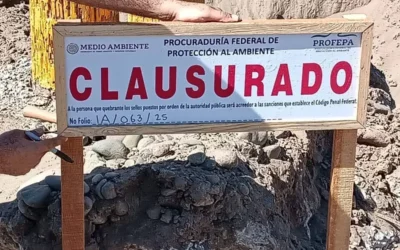 MEDIO AMBIENTE
PROCURADURÍA FEDERAL DE
PROTECCIÓN AL AMBIENTE
PROFEPA
CLAUSURADO
A la persona que quebrante los sellos puestos por orden de la autoridad pública será acreedor a las sanciones que establece el Código Penal Federal.
No Folio: IA/063/25